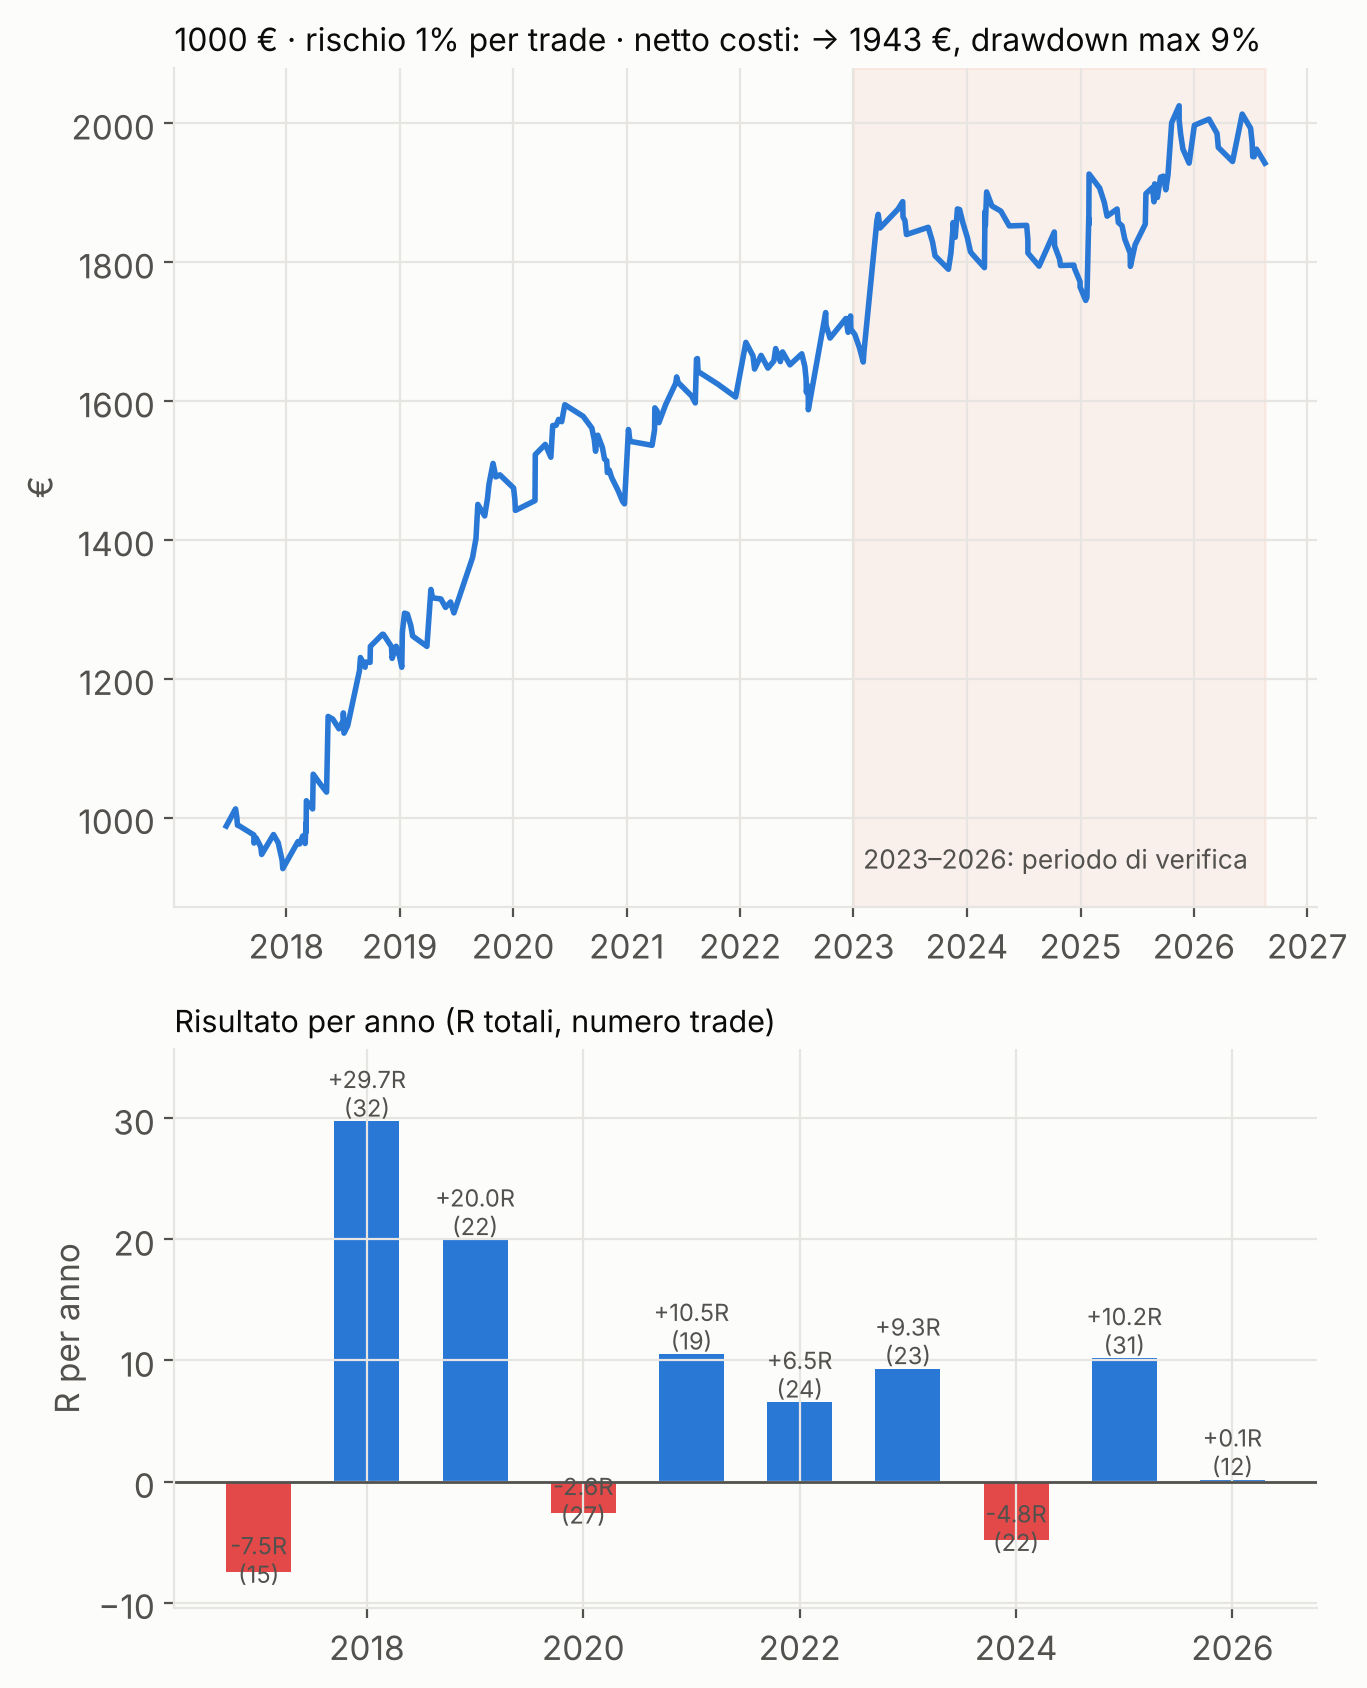 1000 € · rischio 1% per trade · netto costi: → 1943 €, drawdown max 9%
€
2000
1800
1600
1400
1200
1000
2023–2026: periodo di verifica
2018 2019 2020 2021 2022 2023 2024 2025 2026 2027
Risultato per anno (R totali, numero trade)
R per anno
30
20
10
0
−10
-7.5R
(15)
+29.7R
(32)
+20.0R
(22)
-2.6R
(27)
+10.5R
(19)
+6.5R
(24)
+9.3R
(23)
-4.8R
(22)
+10.2R
(31)
+0.1R
(12)
2018 2020 2022 2024 2026